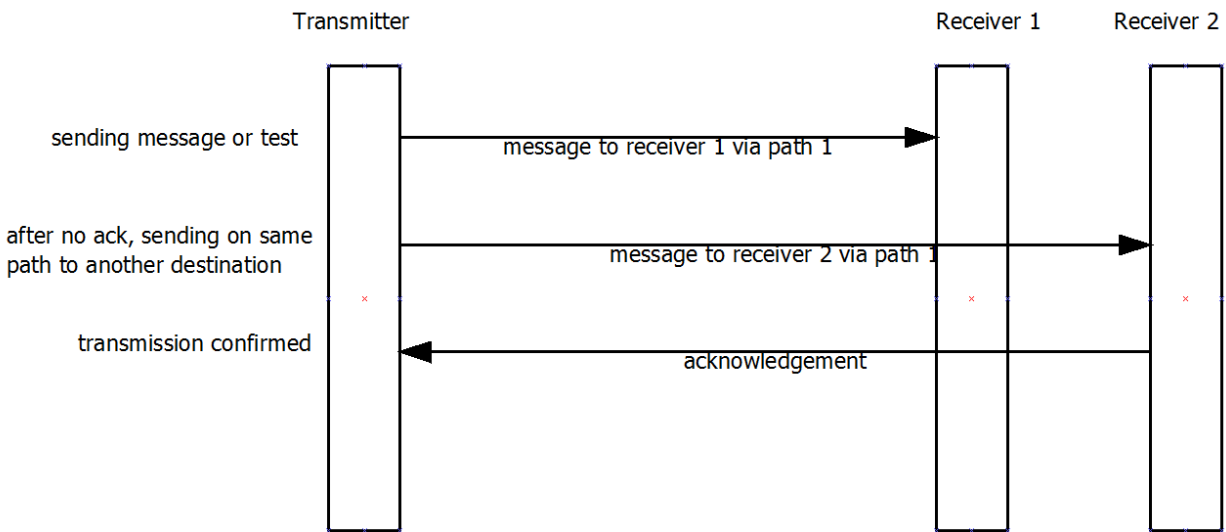 Transmitter
Receiver 1
Receiver 2
sending message or test
message to receiver 1 via path 1
after no ack, sending on same
path to another destination
message to receiver 2 via path 1
transmission confirmed
acknowledgement